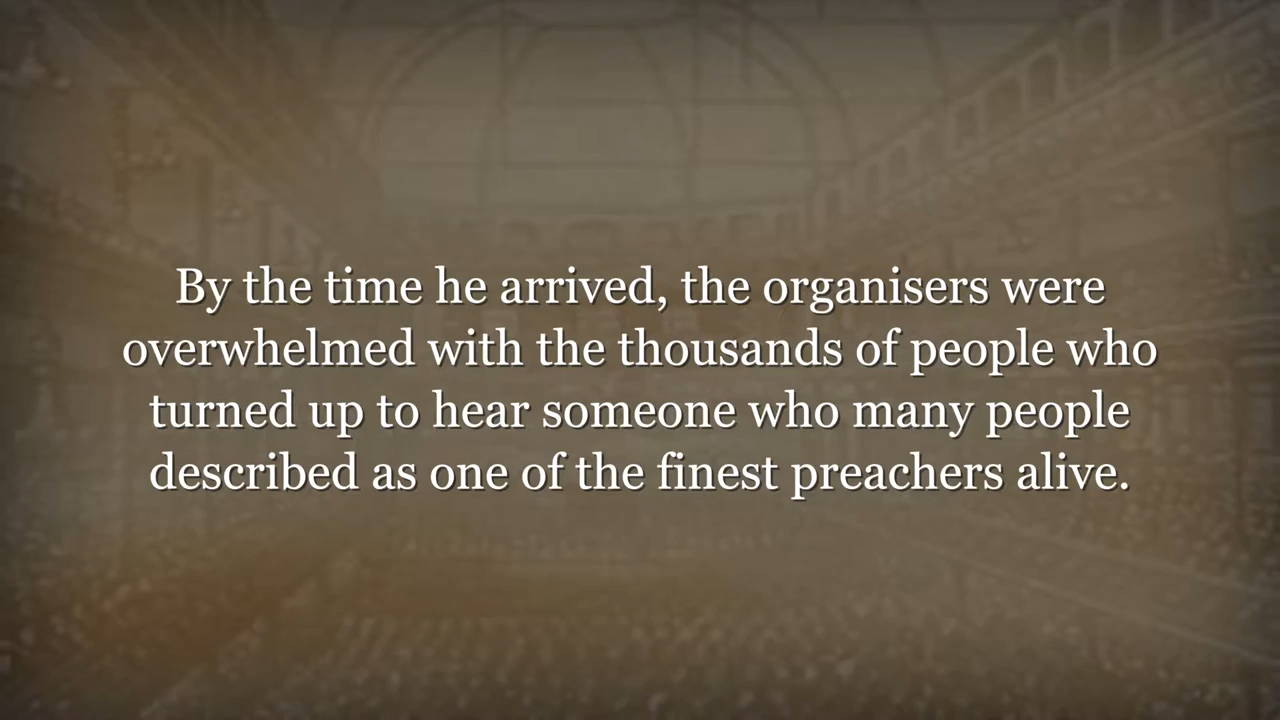 By the time he arrived, the organisers were
overwhelmed with the thousands of people who
turned up to hear someone who many people
described as one of the finest preachers alive.